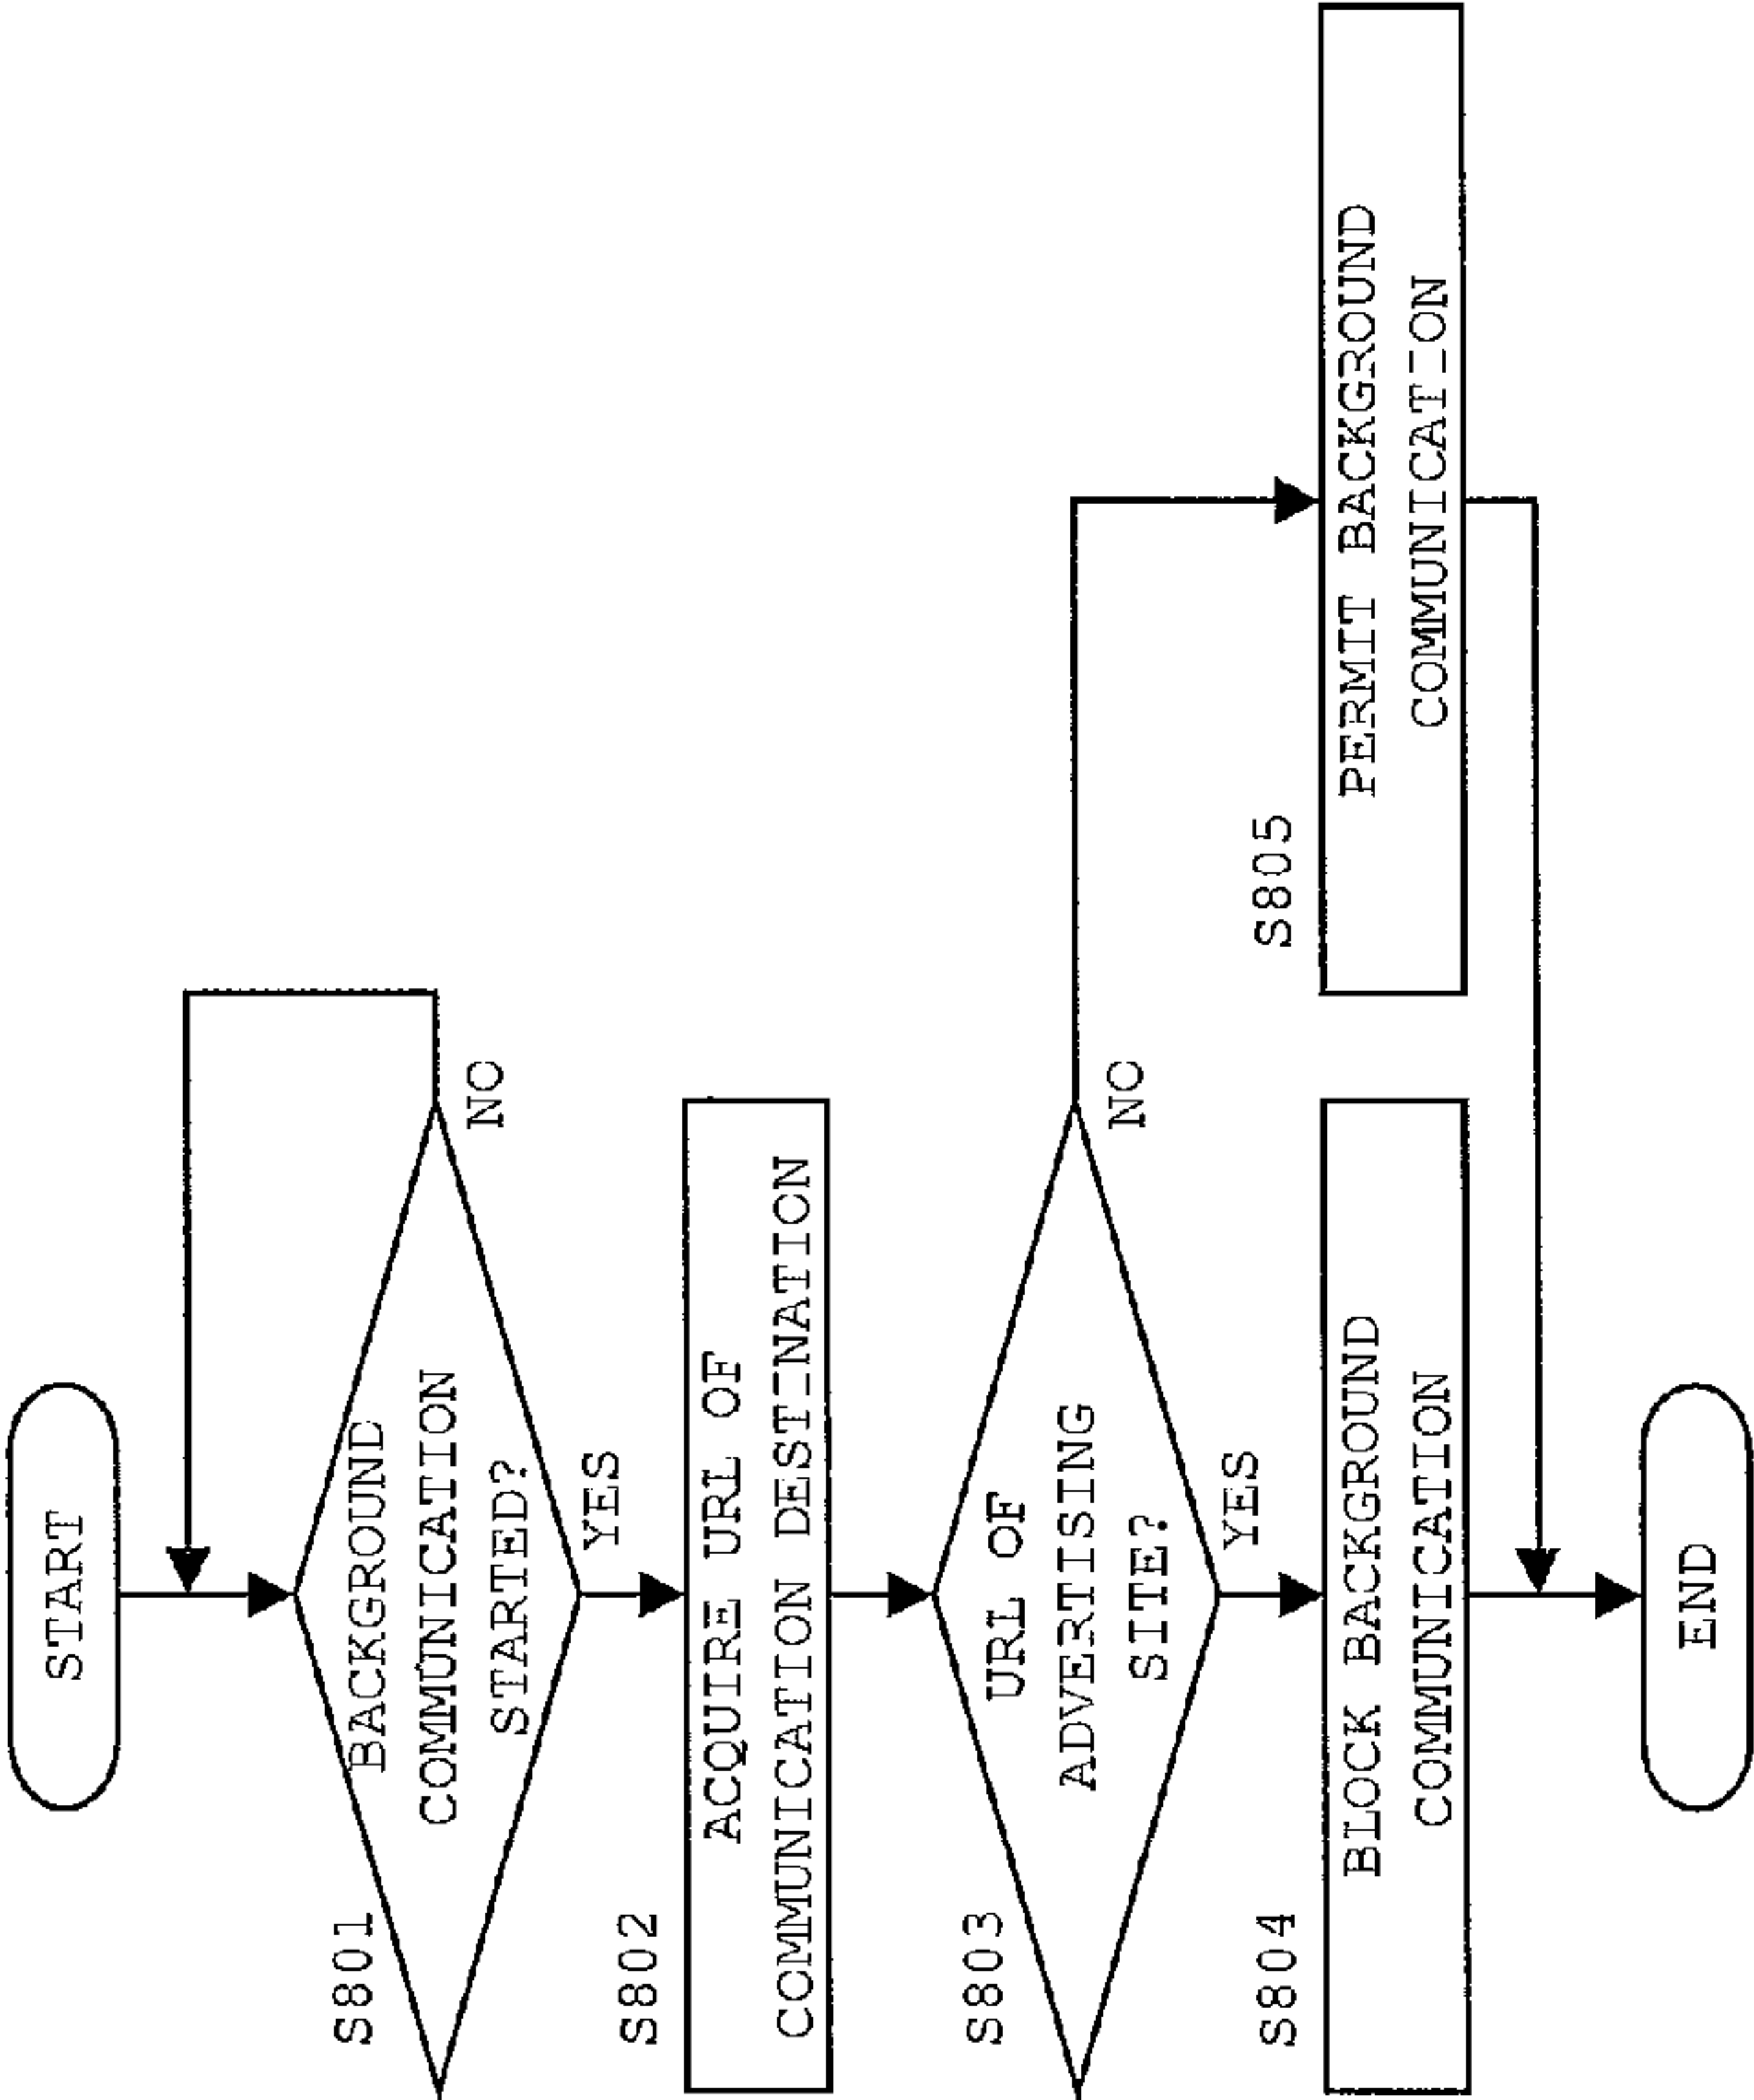 START
S801
BACKGROUND
COMMUNICATION
STARTED?
NO
YES
S802
ACQUIRE URL OF
COMMUNICATION DESTINATION
S803
URL OF
ADVERTISING
SITE?
NO
YES
S804
BLOCK BACKGROUND
COMMUNICATION
S805
PERMIT BACKGROUND
COMMUNICATION
END